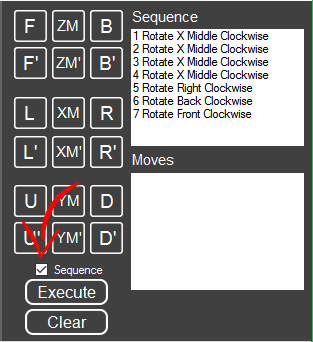 F ZM B
F' ZM' B'
L XM R
L' XM' R'
U YM D
U' YM' D'
Sequence
Execute
Clear
Sequence
1 Rotate X Middle Clockwise
2 Rotate X Middle Clockwise
3 Rotate X Middle Clockwise
4 Rotate X Middle Clockwise
5 Rotate Right Clockwise
6 Rotate Back Clockwise
7 Rotate Front Clockwise
Moves